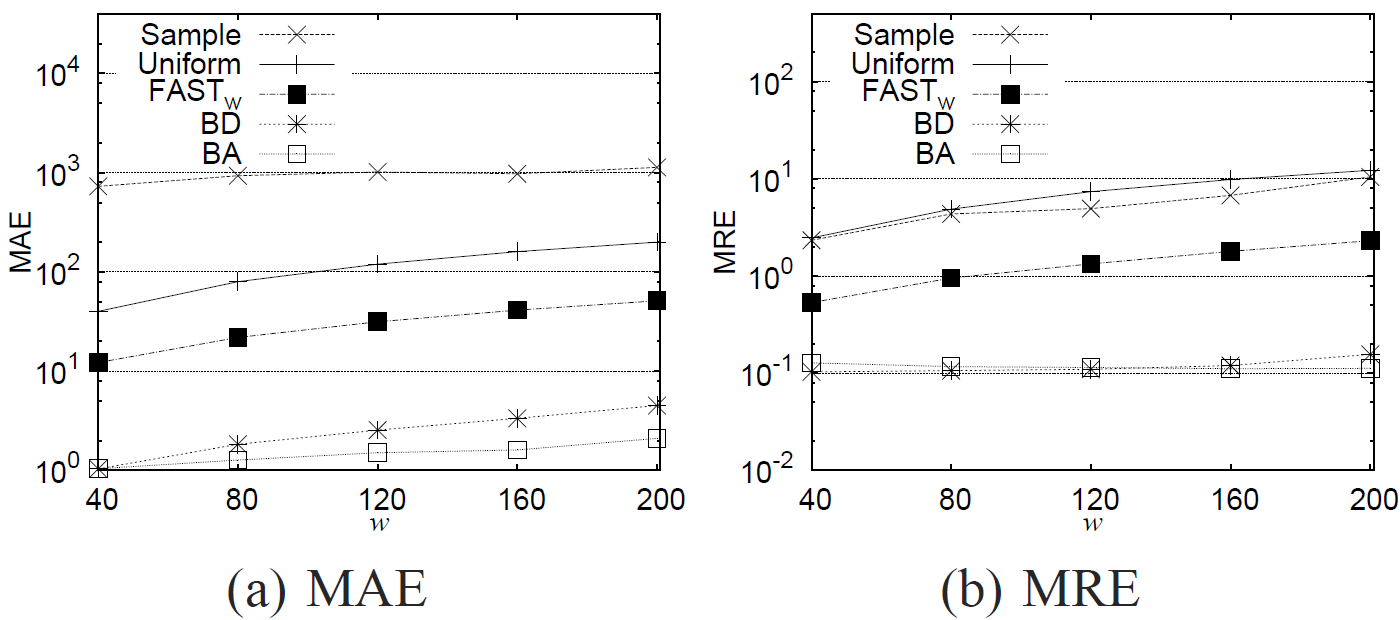 Sample
Uniform
FAST_W
BD
BA
10^4
10^3
10^2
10^1
10^0
MAE
40 80 120 160 200
w
(a) MAE
Sample
Uniform
FAST_W
BD
BA
10^2
10^1
10^0
10^-1
10^-2
MRE
40 80 120 160 200
w
(b) MRE